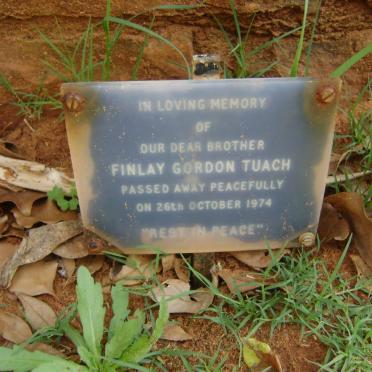 IN LOVING MEMORY
OF
OUR DEAR BROTHER
FINLAY GORDON TUACH
PASSED AWAY PEACEFULLY
ON 26th OCTOBER 1974
"REST IN PEACE"